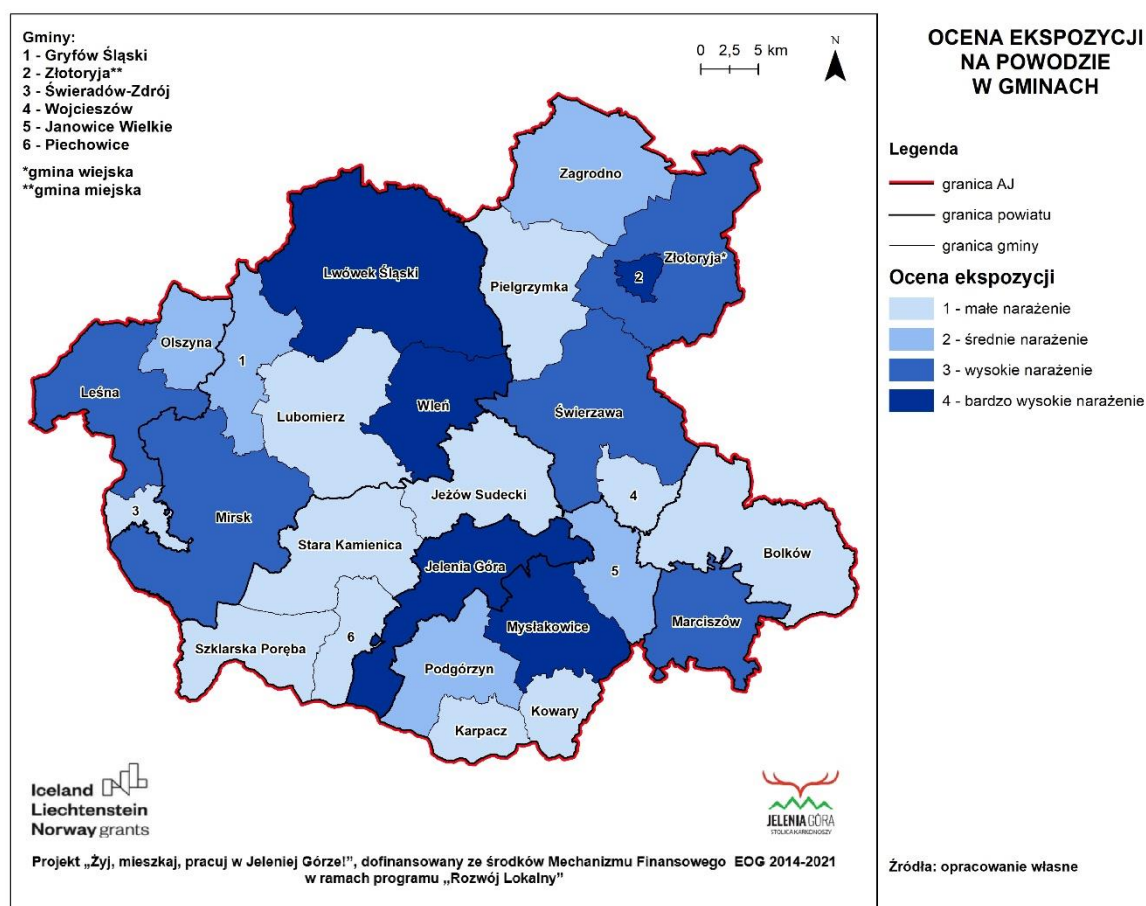 Gminy:
1 - Gryfów Śląski
2 - Złotoryja**
3 - Świeradów-Zdrój
4 - Wojcieszów
5 - Janowice Wielkie
6 - Piechowice
*gmina wiejska
**gmina miejska
0 2,5 5 km
N
OCENA EKSPOZYCJI
NA POWODZIE
W GMINACH
Legenda
granica AJ
granica powiatu
granica gminy
Ocena ekspozycji
1 - małe narażenie
2 - średnie narażenie
3 - wysokie narażenie
4 - bardzo wysokie narażenie
Zagrodno
Złotoryja*
2
Lwówek Śląski
Pielgrzymka
Olszyna
1
Leśna
Lubomierz
Wleń
Świerzawa
Jeżów Sudecki
4
3
Mirsk
Stara Kamienica
Bolków
Jelenia Góra
5
Mysłakowice
Marciszów
6
Szklarska Poręba
Podgórzyn
Kowary
Karpacz
Iceland
Liechtenstein
Norway grants
JELENIA GÓRA
STOLICA KARKONOSZY
Projekt „Żyj, mieszkaj, pracuj w Jeleniej Górze!”, dofinansowany ze środków Mechanizmu Finansowego EOG 2014-2021
w ramach programu „Rozwój Lokalny”
Źródła: opracowanie własne